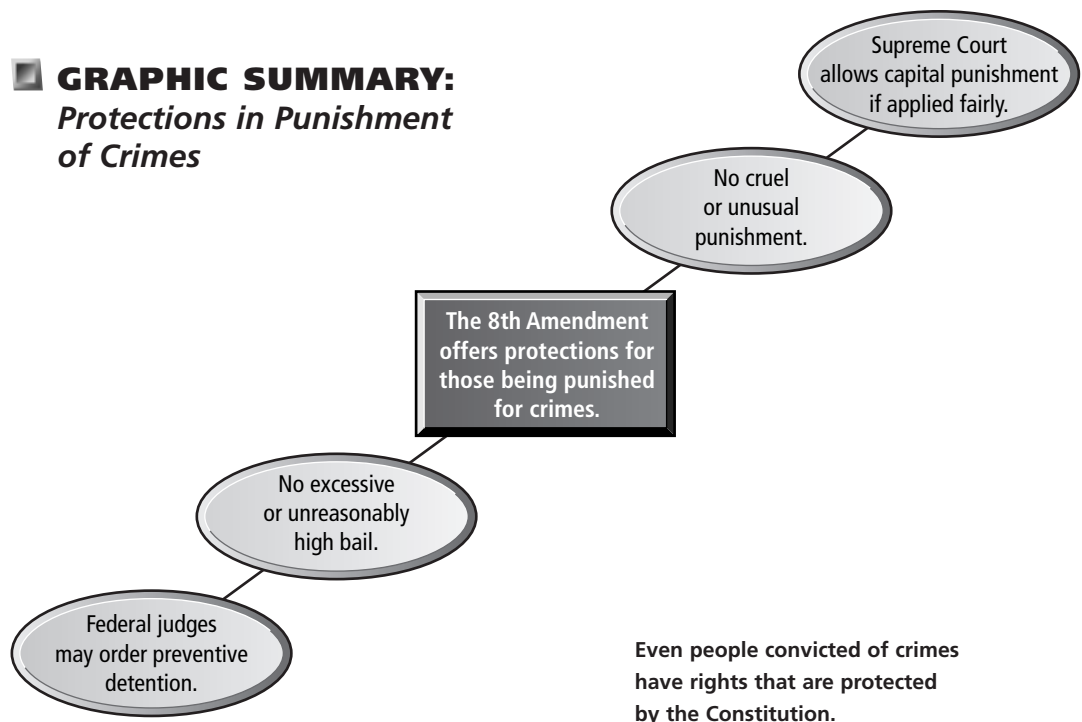 GRAPHIC SUMMARY:
Protections in Punishment
of Crimes
Supreme Court
allows capital punishment
if applied fairly.
No cruel
or unusual
punishment.
The 8th Amendment
offers protections for
those being punished
for crimes.
No excessive
or unreasonably
high bail.
Federal judges
may order preventive
detention.
Even people convicted of crimes
have rights that are protected
by the Constitution.